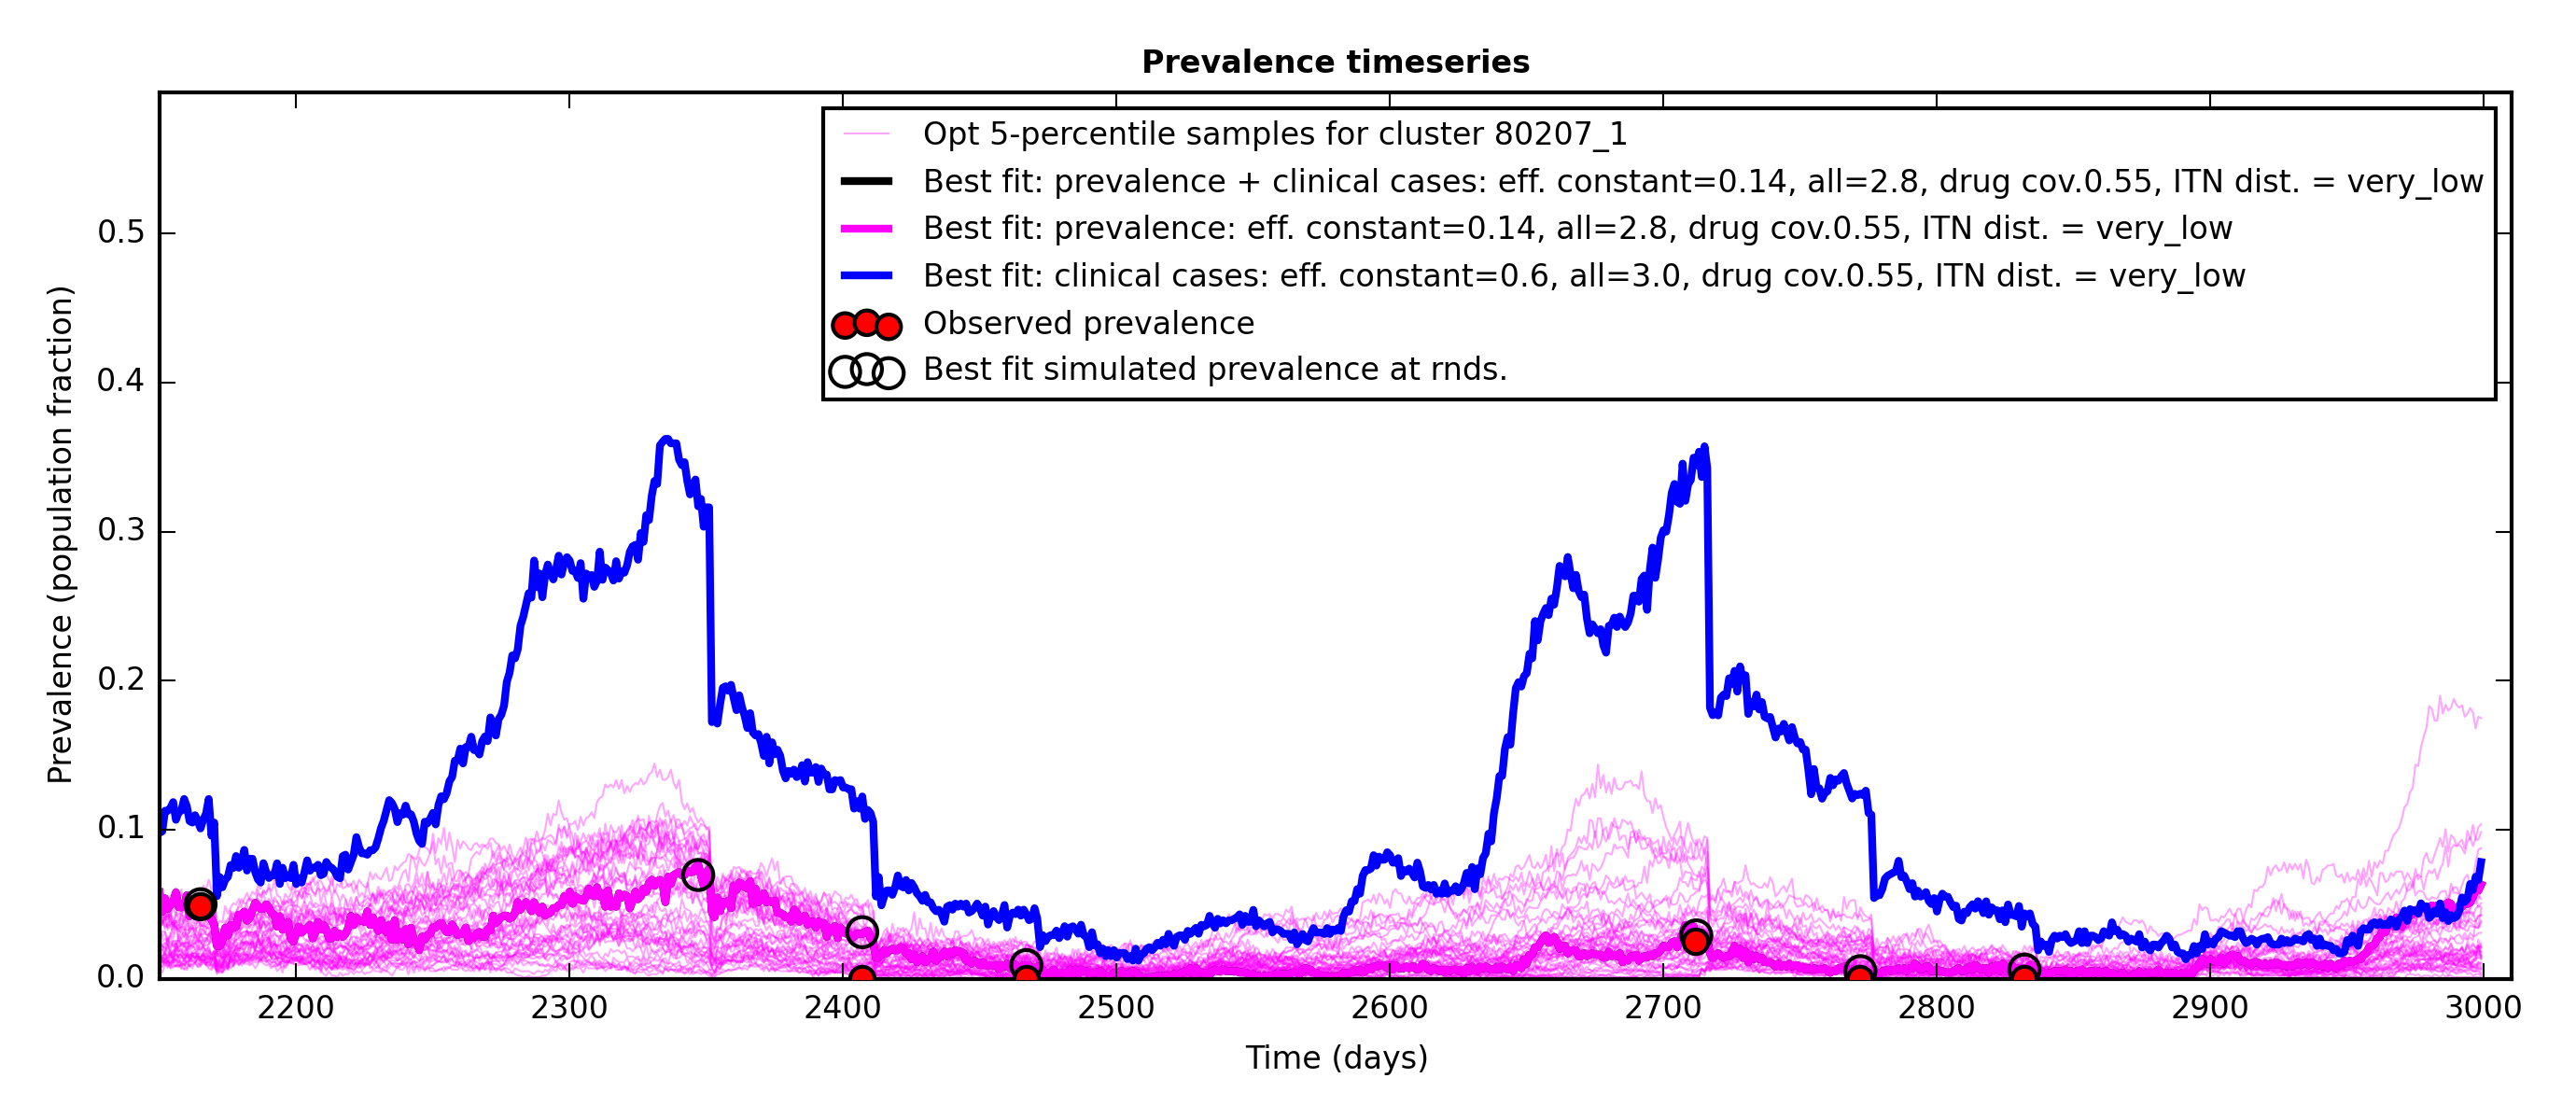 Prevalence timeseries
Opt 5-percentile samples for cluster 80207_1
Best fit: prevalence + clinical cases: eff. constant=0.14, all=2.8, drug cov.0.55, ITN dist. = very_low
Best fit: prevalence: eff. constant=0.14, all=2.8, drug cov.0.55, ITN dist. = very_low
Best fit: clinical cases: eff. constant=0.6, all=3.0, drug cov.0.55, ITN dist. = very_low
Observed prevalence
Best fit simulated prevalence at rnds.
Prevalence (population fraction)
0.5
0.4
0.3
0.2
0.1
0.0
2200 2300 2400 2500 2600 2700 2800 2900 3000
Time (days)